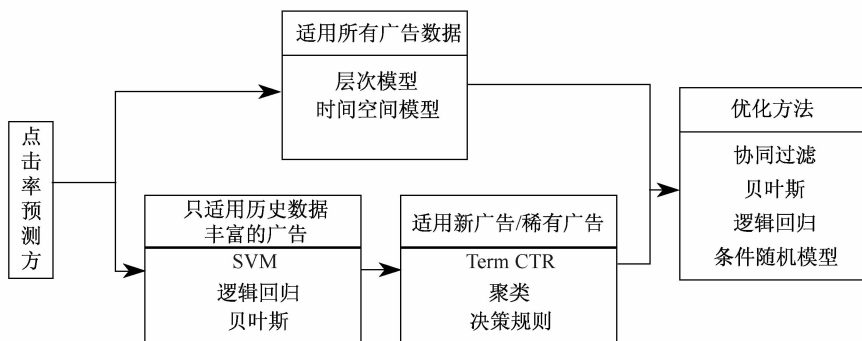 点击率预测方
适用所有广告数据
层次模型
时间空间模型
只适用历史数据
丰富的广告
SVM
逻辑回归
贝叶斯
适用新广告/稀有广告
Term CTR
聚类
决策规则
优化方法
协同过滤
贝叶斯
逻辑回归
条件随机模型